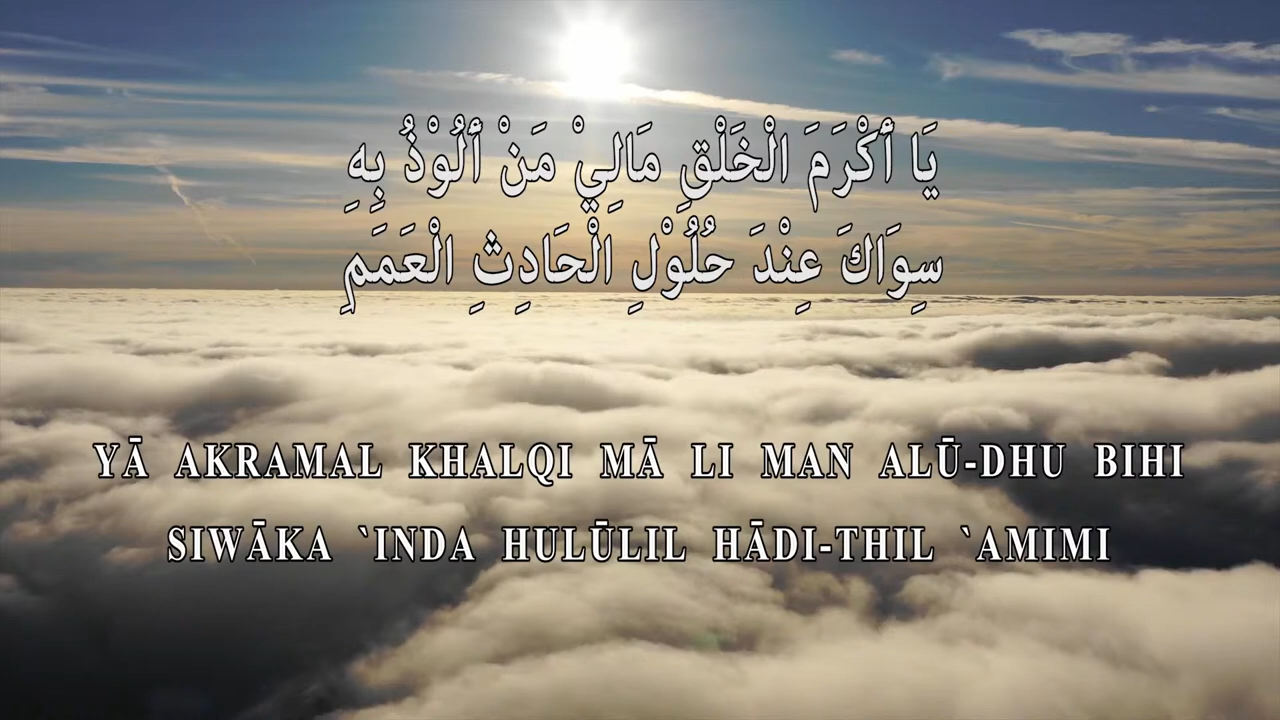 يَا أَكْرَمَ الْخَلْقِ مَالِيْ مَنْ أَلُوْذُ بِهِ
سِوَاكَ عِنْدَ حُلُوْلِ الْحَادِثِ الْعَمَمِ
YĀ AKRAMAL KHALQI MĀ LI MAN ALŪ-DHU BIHI
SIWĀKA `INDA HULŪLIL HĀDI-THIL `AMIMI